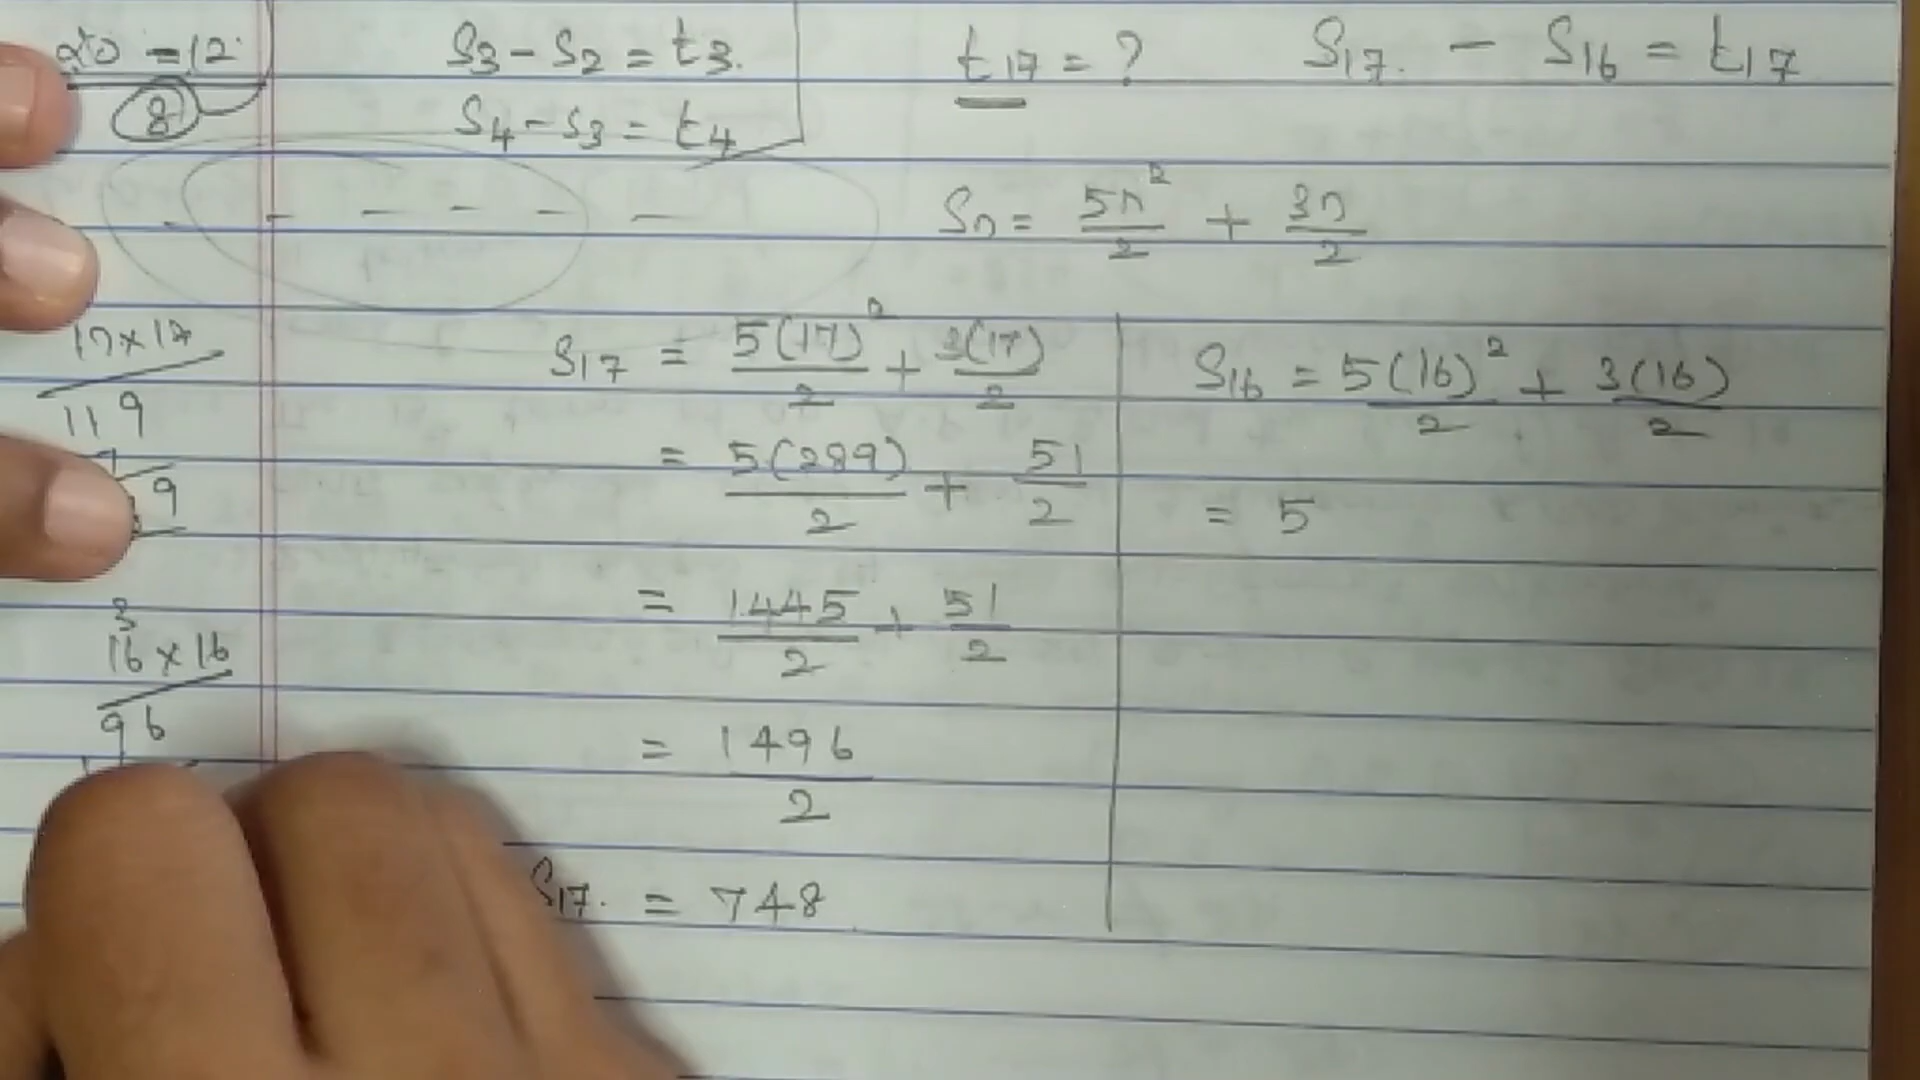 20 - 12
8
S3 - S2 = t3.
S4 - S3 = t4
t17 = ?
S17. - S16 = t17
Sn = 5n²/2 + 3n/2
17 x 17
119
9
3
16 x 16
96
S17 = 5(17)²/2 + 3(17)/2
= 5(289)/2 + 51/2
= 1445/2 + 51/2
= 1496/2
S17. = 748
S16 = 5(16)²/2 + 3(16)/2
= 5